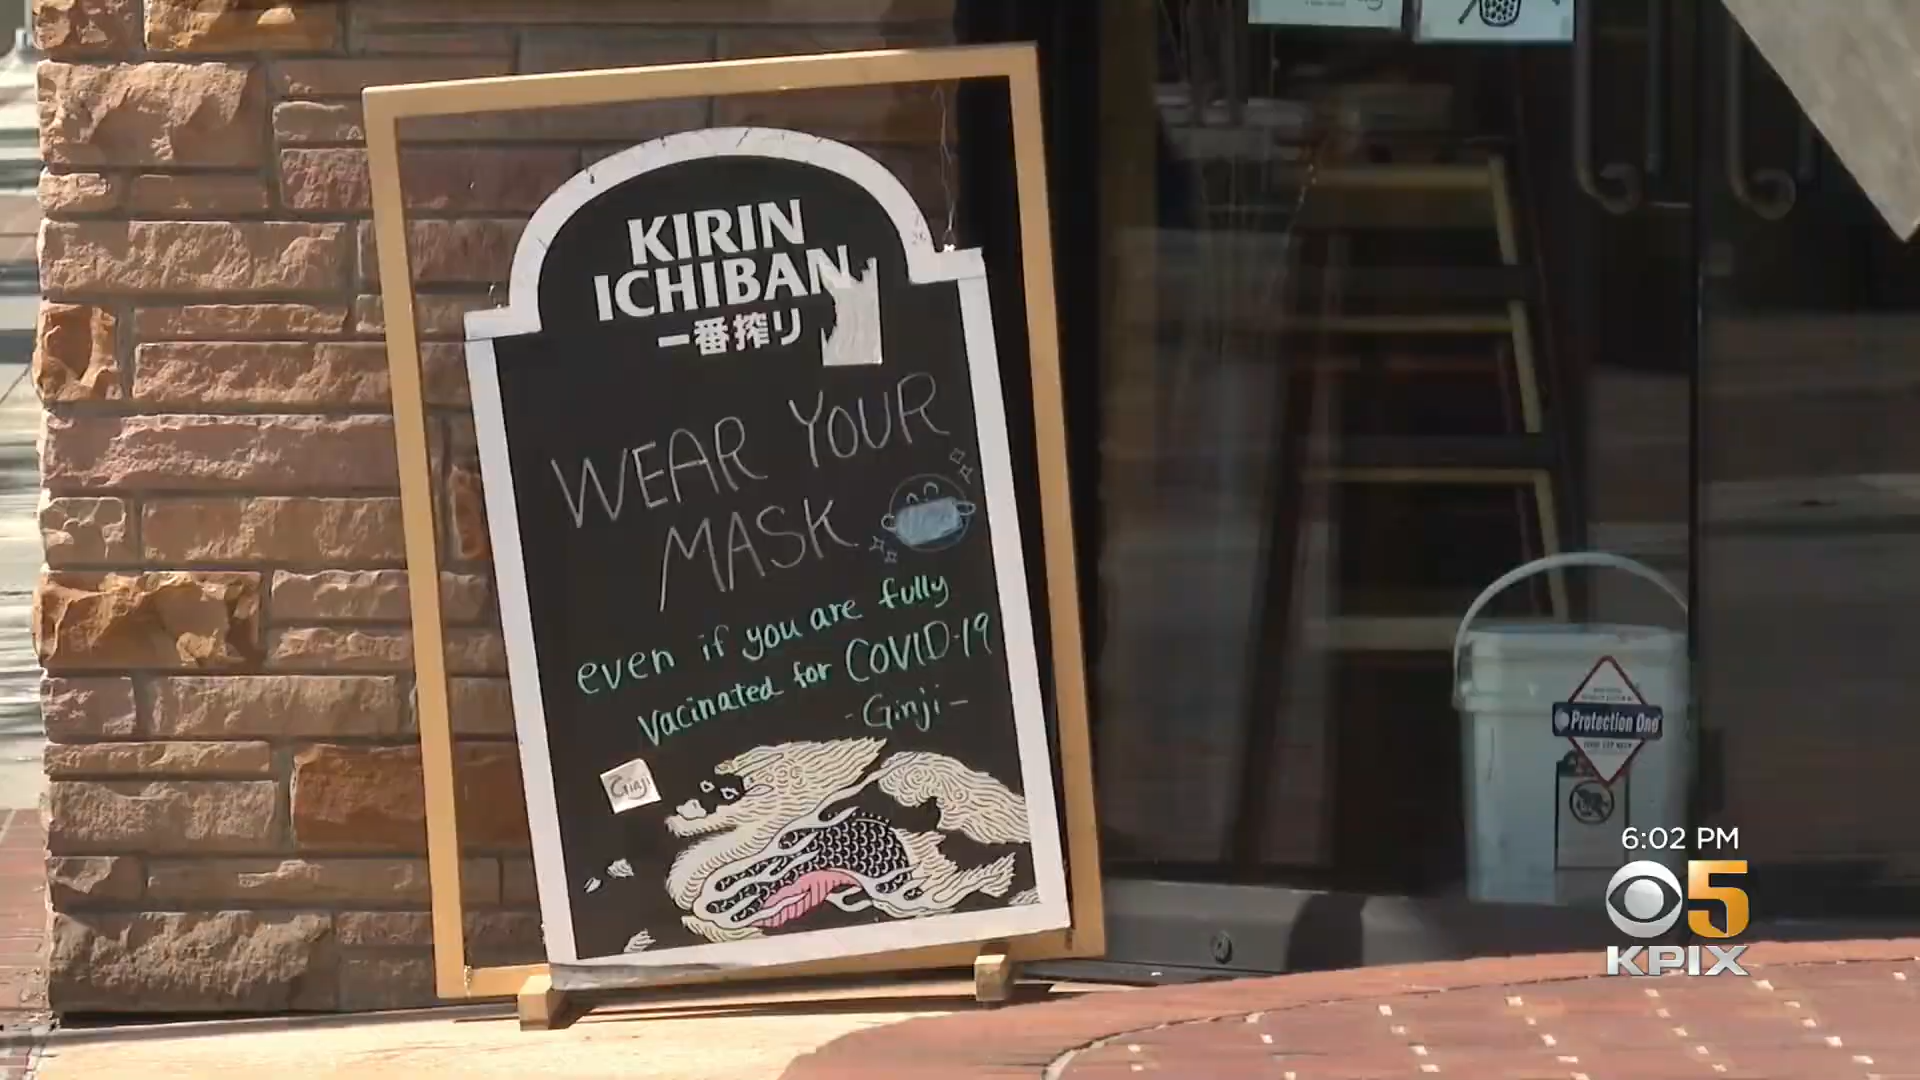 KIRIN
ICHIBAN
一番搾り
WEAR YOUR
MASK
even if you are fully
vacinated for COVID-19
-Ginji-
Ginji
Protection One
6:02 PM
5
KPIX